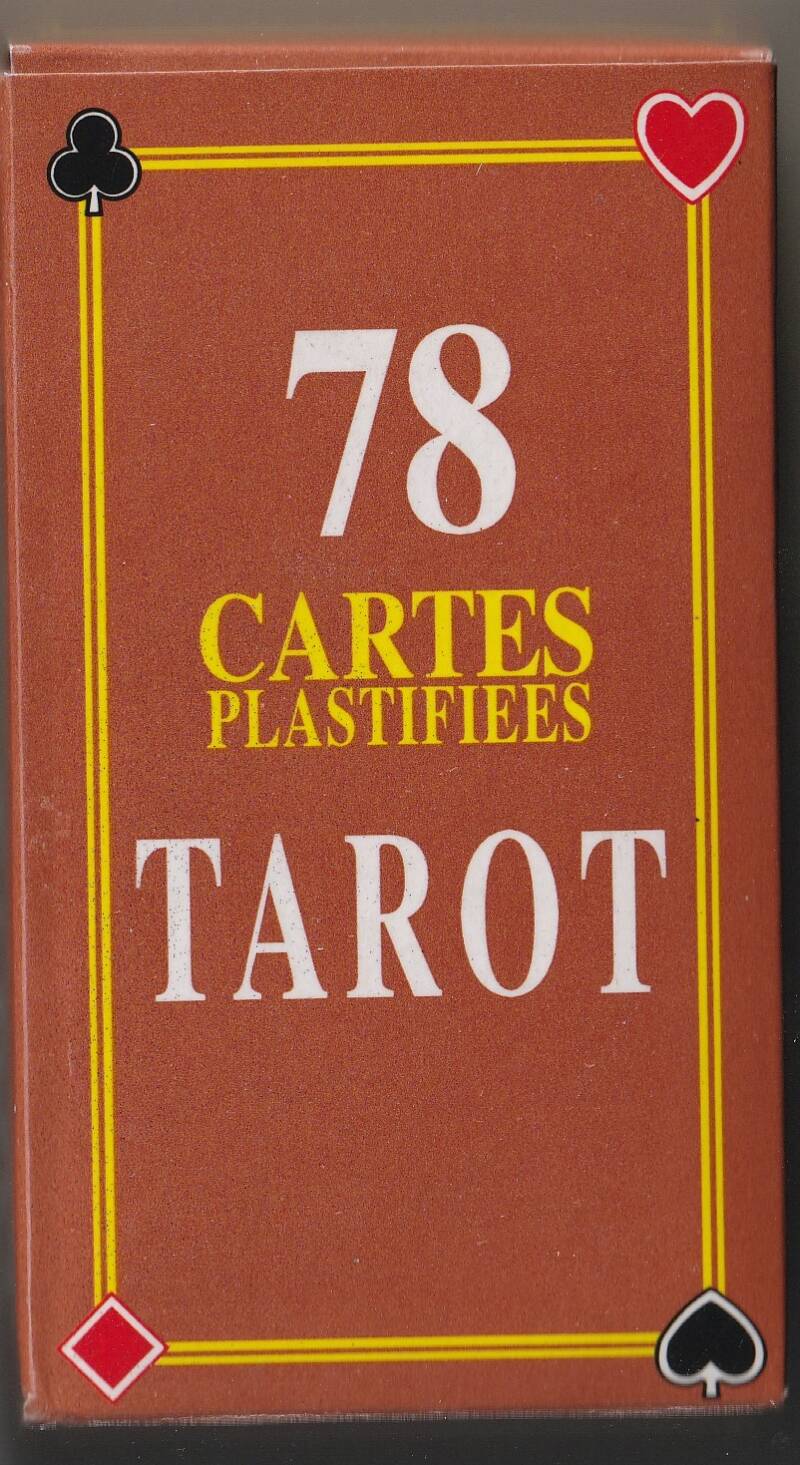 78
CARTES
PLASTIFIEES
TAROT